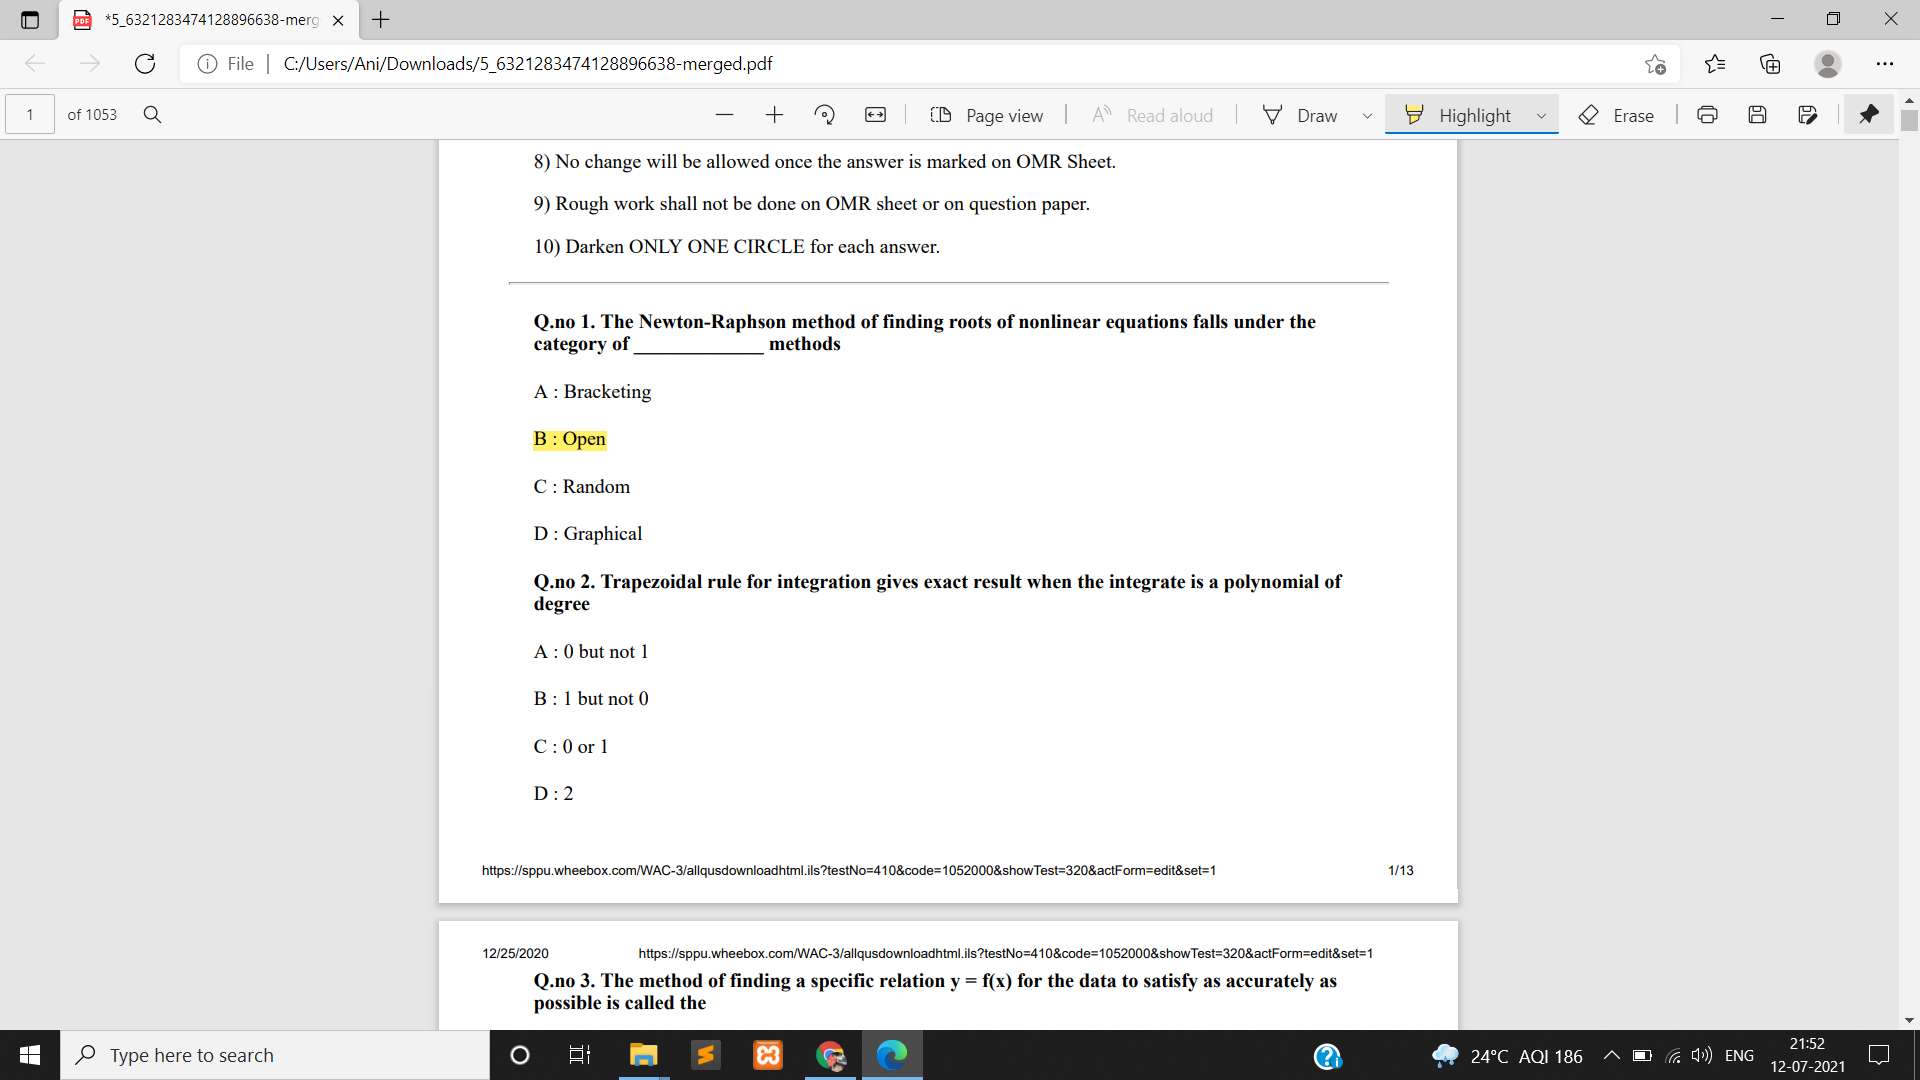 *5_6321283474128896638-merg
File
C:/Users/Ani/Downloads/5_6321283474128896638-merged.pdf
1 of 1053
Page view
Read aloud
Draw
Highlight
Erase
8) No change will be allowed once the answer is marked on OMR Sheet.
9) Rough work shall not be done on OMR sheet or on question paper.
10) Darken ONLY ONE CIRCLE for each answer.
Q.no 1. The Newton-Raphson method of finding roots of nonlinear equations falls under the
category of _____________ methods
A : Bracketing
B : Open
C : Random
D : Graphical
Q.no 2. Trapezoidal rule for integration gives exact result when the integrate is a polynomial of
degree
A : 0 but not 1
B : 1 but not 0
C : 0 or 1
D : 2
https://sppu.wheebox.com/WAC-3/allqusdownloadhtml.ils?testNo=410&code=1052000&showTest=320&actForm=edit&set=1 1/13
12/25/2020 https://sppu.wheebox.com/WAC-3/allqusdownloadhtml.ils?testNo=410&code=1052000&showTest=320&actForm=edit&set=1
Q.no 3. The method of finding a specific relation y = f(x) for the data to satisfy as accurately as
possible is called the
Type here to search
24°C AQI 186
ENG
21:52
12-07-2021